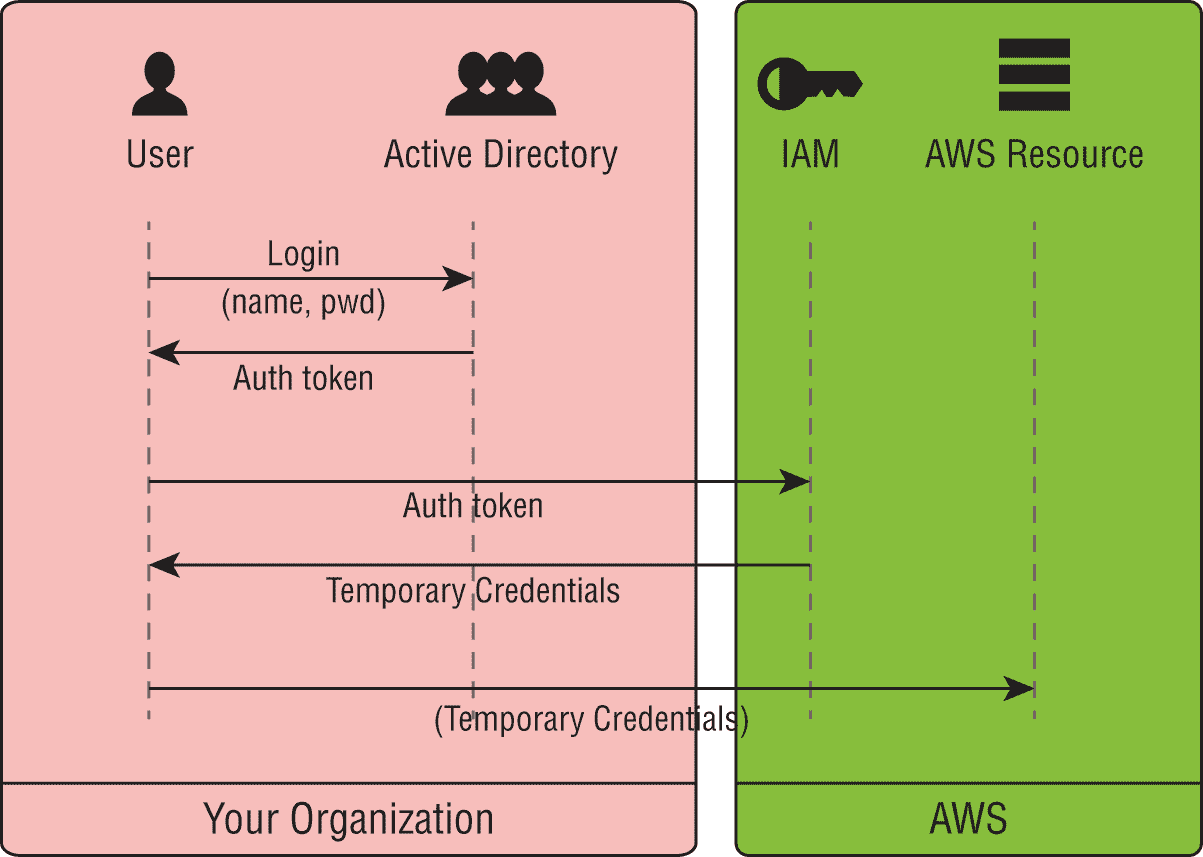 User
Active Directory
IAM
AWS Resource
Login
(name, pwd)
Auth token
Auth token
Temporary Credentials
(Temporary Credentials)
Your Organization
AWS